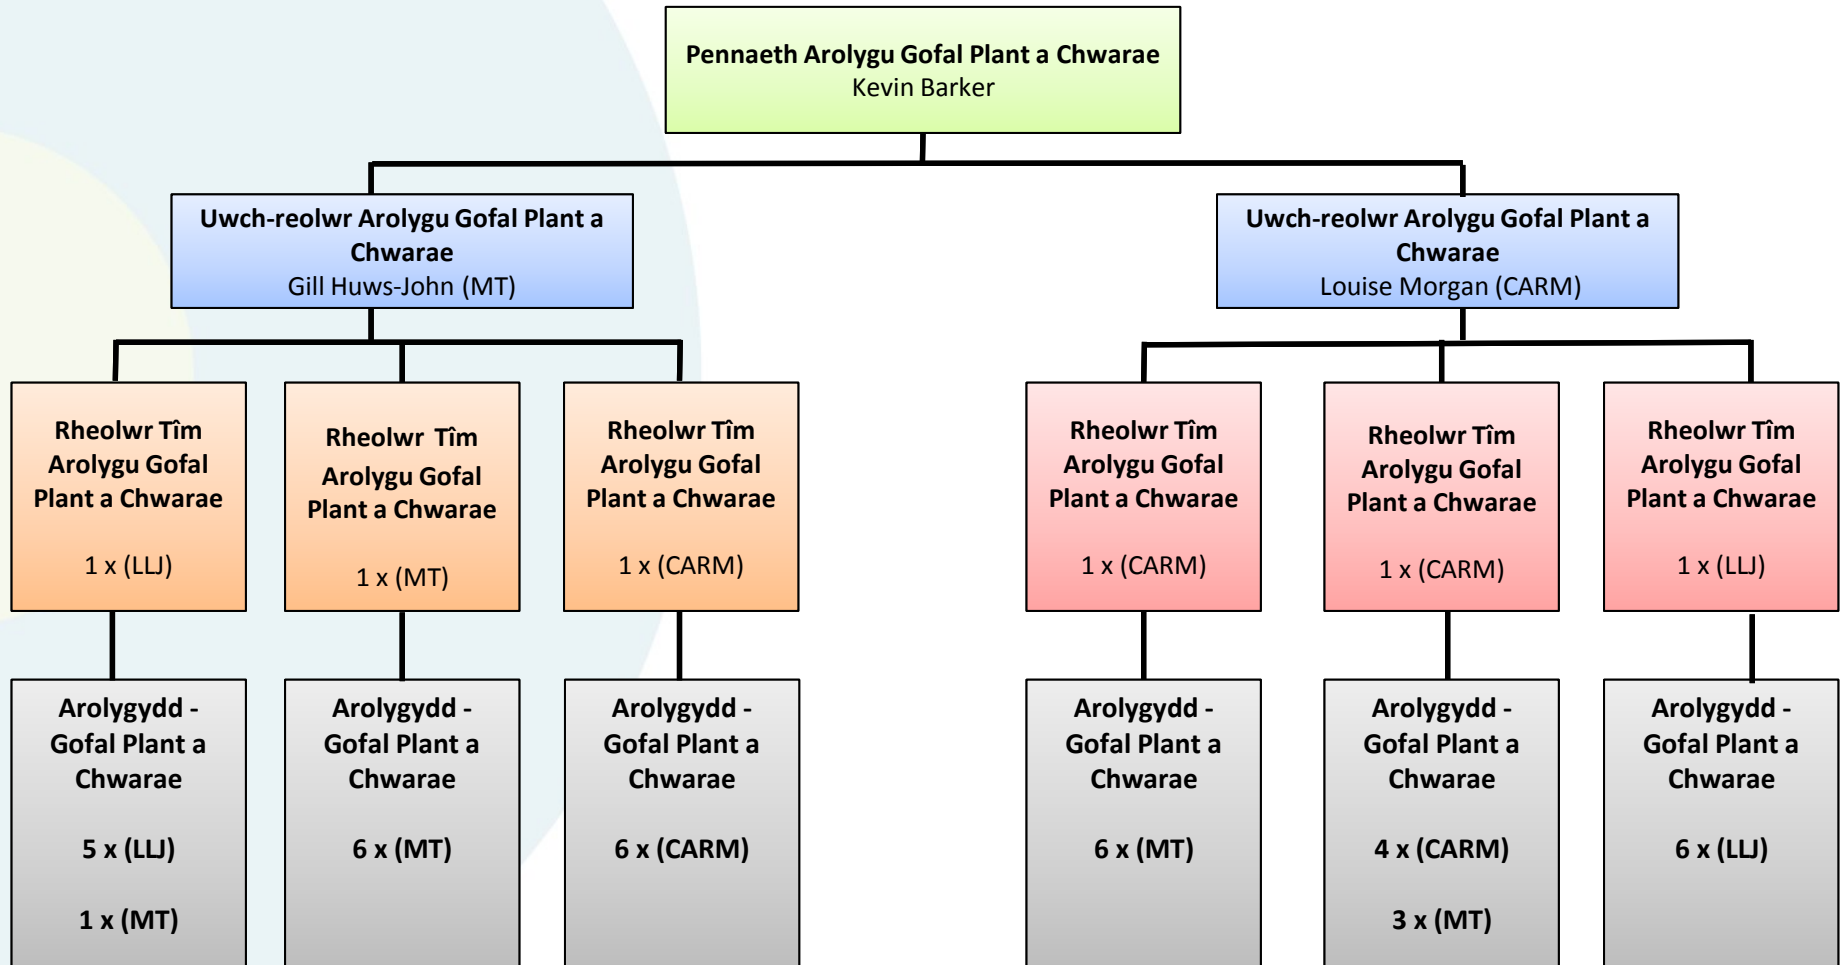 Pennaeth Arolygu Gofal Plant a Chwarae
Kevin Barker
Uwch-reolwr Arolygu Gofal Plant a
Chwarae
Gill Huws-John (MT)
Uwch-reolwr Arolygu Gofal Plant a
Chwarae
Louise Morgan (CARM)
Rheolwr Tîm
Arolygu Gofal
Plant a Chwarae
1 x (LLJ)
Rheolwr Tîm
Arolygu Gofal
Plant a Chwarae
1 x (MT)
Rheolwr Tîm
Arolygu Gofal
Plant a Chwarae
1 x (CARM)
Rheolwr Tîm
Arolygu Gofal
Plant a Chwarae
1 x (CARM)
Rheolwr Tîm
Arolygu Gofal
Plant a Chwarae
1 x (CARM)
Rheolwr Tîm
Arolygu Gofal
Plant a Chwarae
1 x (LLJ)
Arolygydd -
Gofal Plant a
Chwarae
5 x (LLJ)
1 x (MT)
Arolygydd -
Gofal Plant a
Chwarae
6 x (MT)
Arolygydd -
Gofal Plant a
Chwarae
6 x (CARM)
Arolygydd -
Gofal Plant a
Chwarae
6 x (MT)
Arolygydd -
Gofal Plant a
Chwarae
4 x (CARM)
3 x (MT)
Arolygydd -
Gofal Plant a
Chwarae
6 x (LLJ)